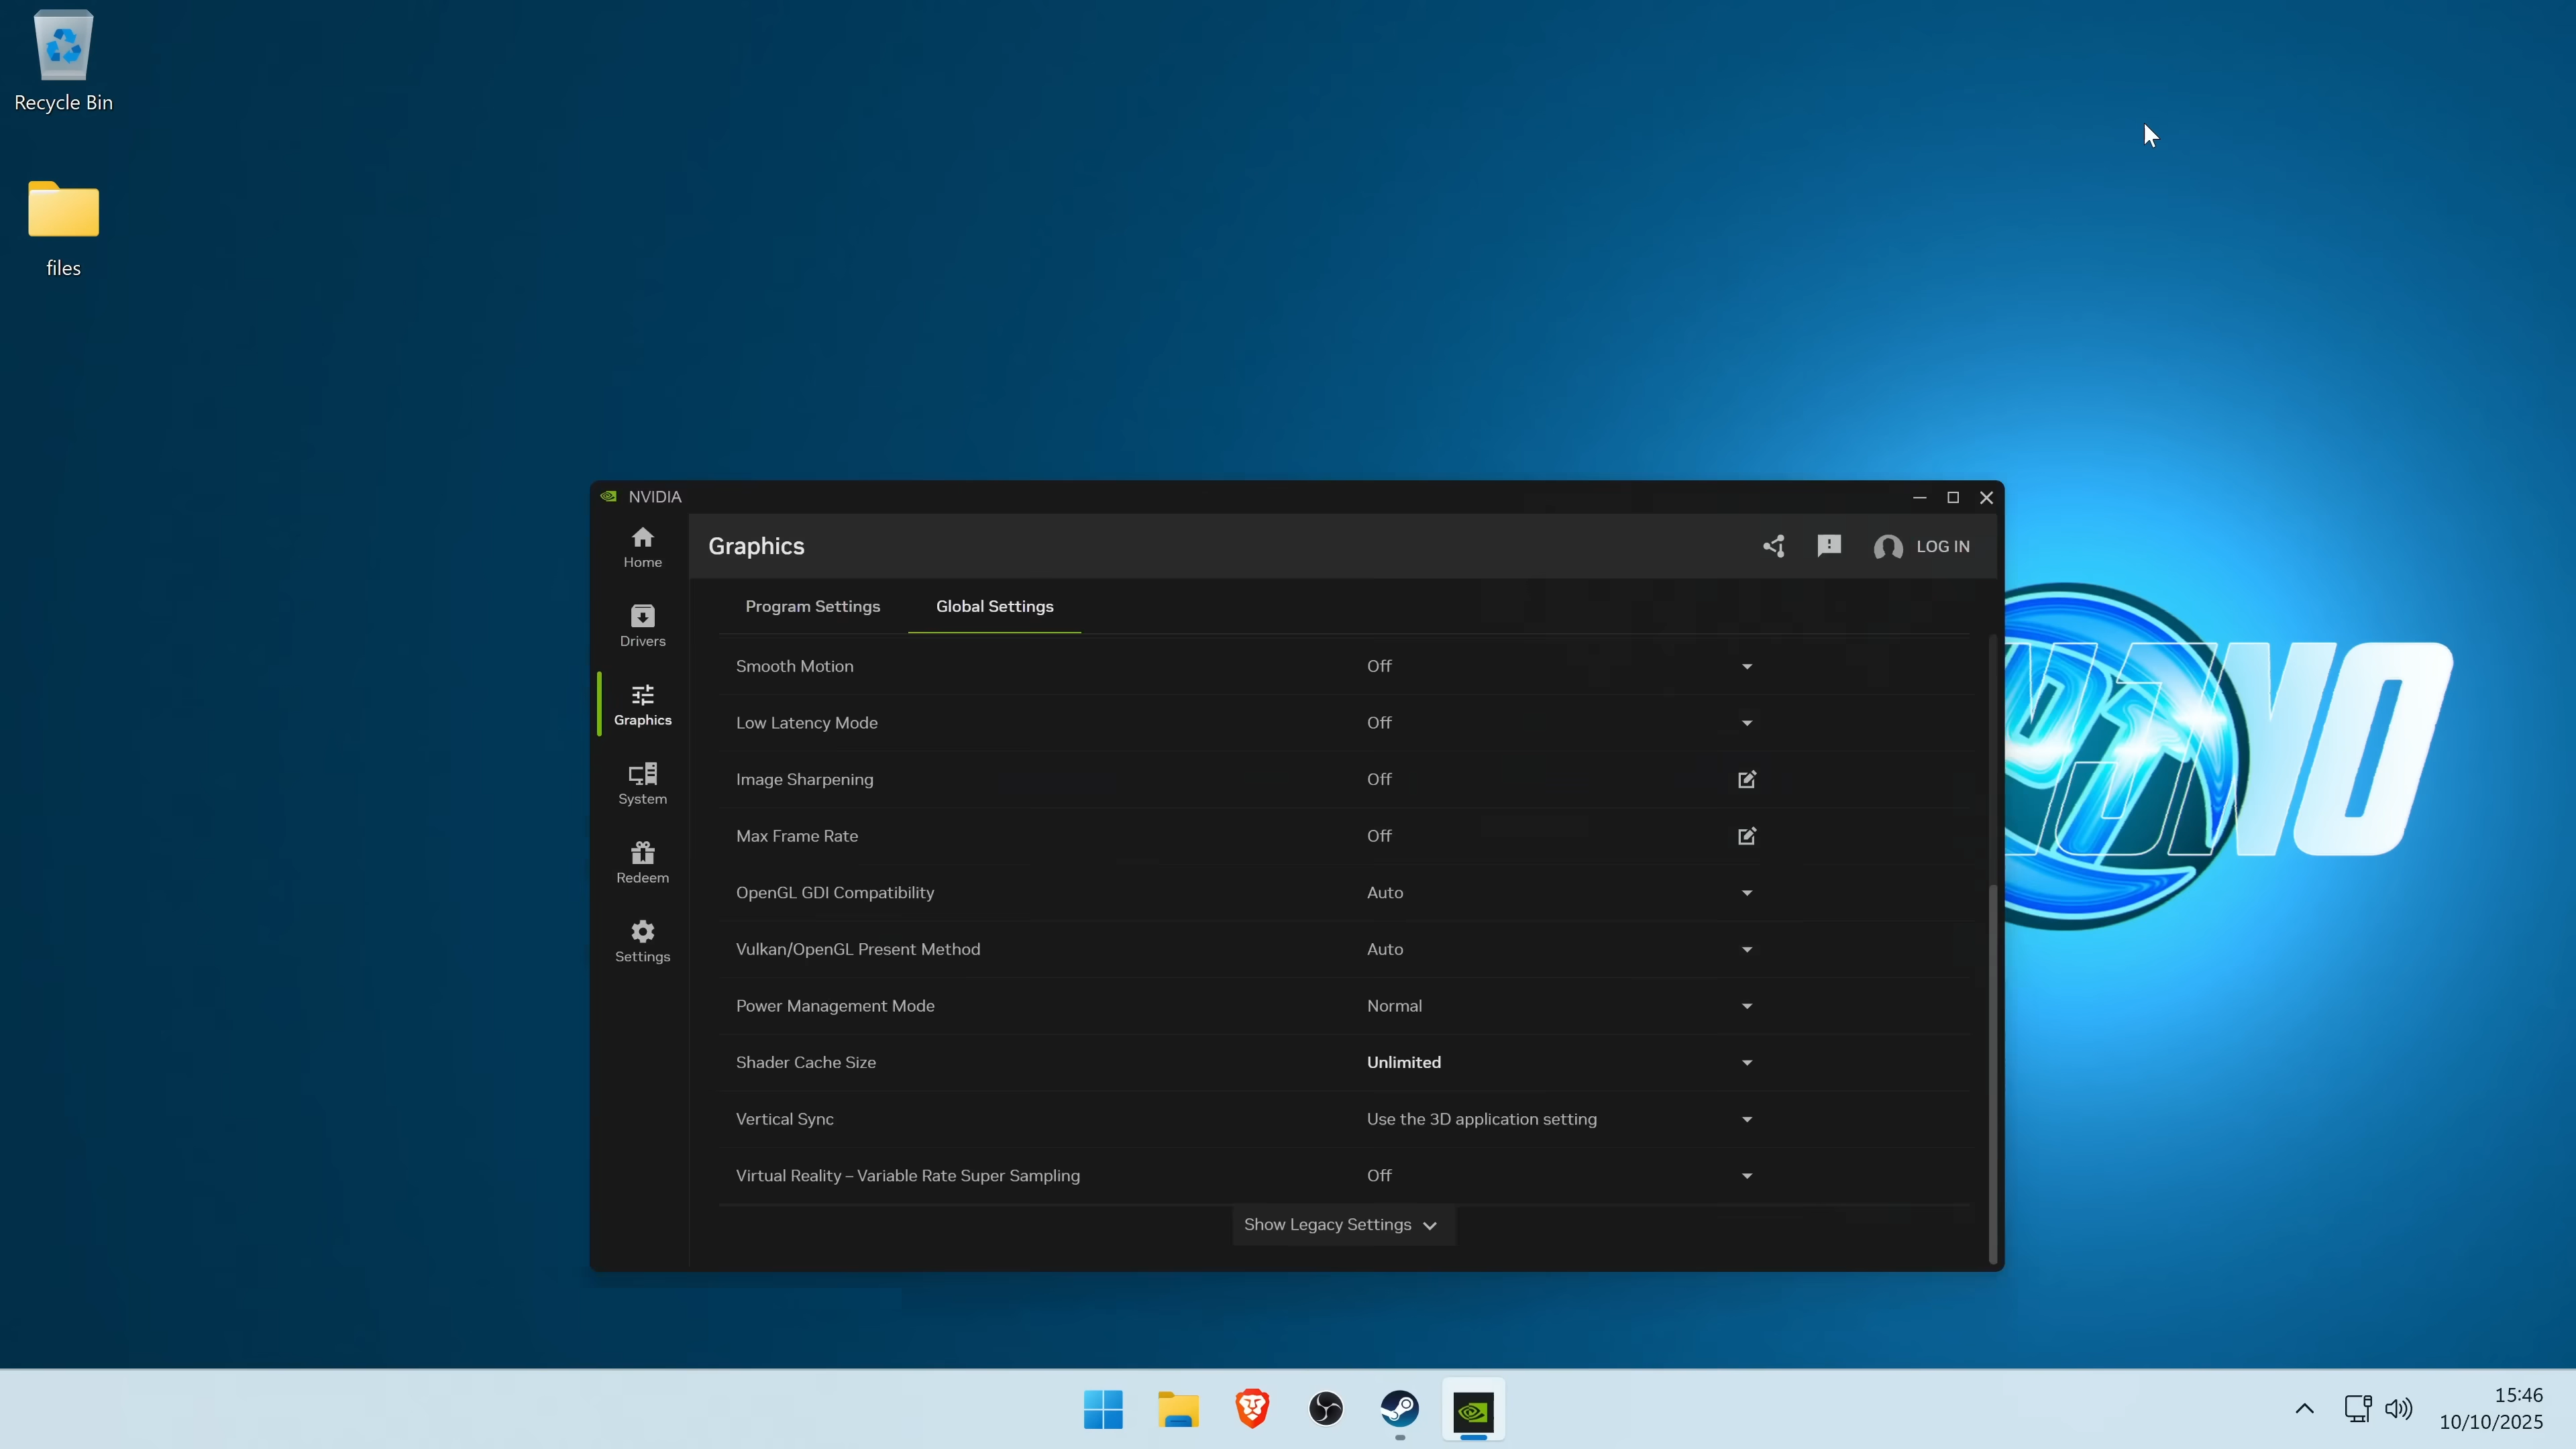 Recycle Bin
files
NVIDIA
Home
Drivers
Graphics
System
Redeem
Settings
Graphics
LOG IN
Program Settings Global Settings
Smooth Motion Off
Low Latency Mode Off
Image Sharpening Off
Max Frame Rate Off
OpenGL GDI Compatibility Auto
Vulkan/OpenGL Present Method Auto
Power Management Mode Normal
Shader Cache Size Unlimited
Vertical Sync Use the 3D application setting
Virtual Reality – Variable Rate Super Sampling Off
Show Legacy Settings
15:46
10/10/2025